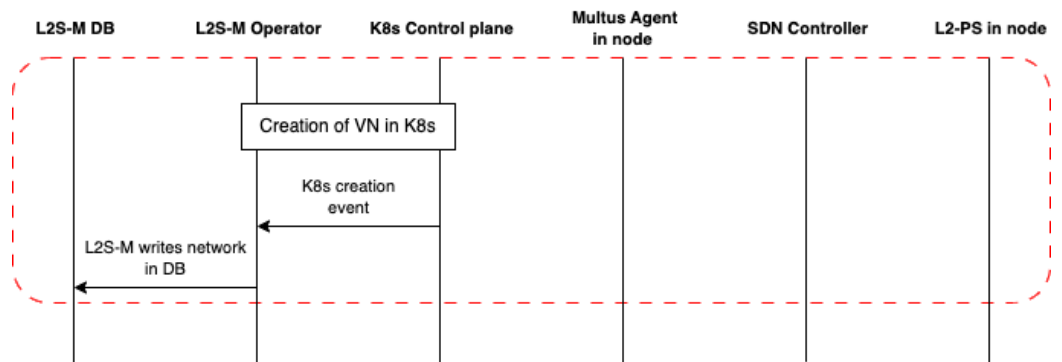 L2S-M DB
L2S-M Operator
K8s Control plane
Multus Agent
in node
SDN Controller
L2-PS in node
Creation of VN in K8s
K8s creation
event
L2S-M writes network
in DB